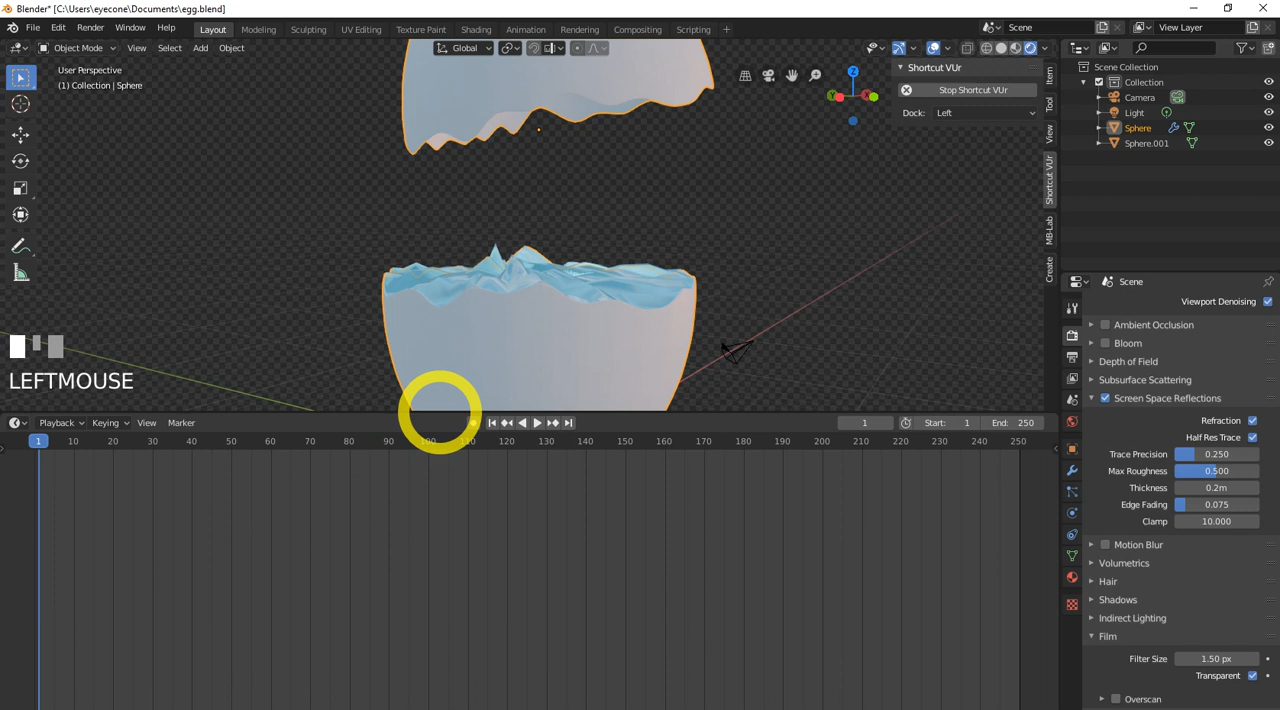 Blender* [C:\Users\eyecone\Documents\egg.blend]
File Edit Render Window Help Layout Modeling Sculpting UV Editing Texture Paint Shading Animation Rendering Compositing Scripting + Scene View Layer
Object Mode View Select Add Object Global
User Perspective
(1) Collection | Sphere
Shortcut VUr
Stop Shortcut VUr
Dock: Left
Item
Tool
View
Shortcut VUr
MB-Lab
Create
Z
Y
X
Scene Collection
Collection
Camera
Light
Sphere
Sphere.001
Scene
Viewport Denoising
Ambient Occlusion
Bloom
Depth of Field
Subsurface Scattering
Screen Space Reflections
Refraction
Half Res Trace
Trace Precision 0.250
Max Roughness 0.500
Thickness 0.2m
Edge Fading 0.075
Clamp 10.000
Motion Blur
Volumetrics
Hair
Shadows
Indirect Lighting
Film
Filter Size 1.50 px
Transparent
Overscan
LEFTMOUSE
Playback Keying View Marker 1 Start: 1 End: 250
1 10 20 30 40 50 60 70 80 90 100 110 120 130 140 150 160 170 180 190 200 210 220 230 240 250